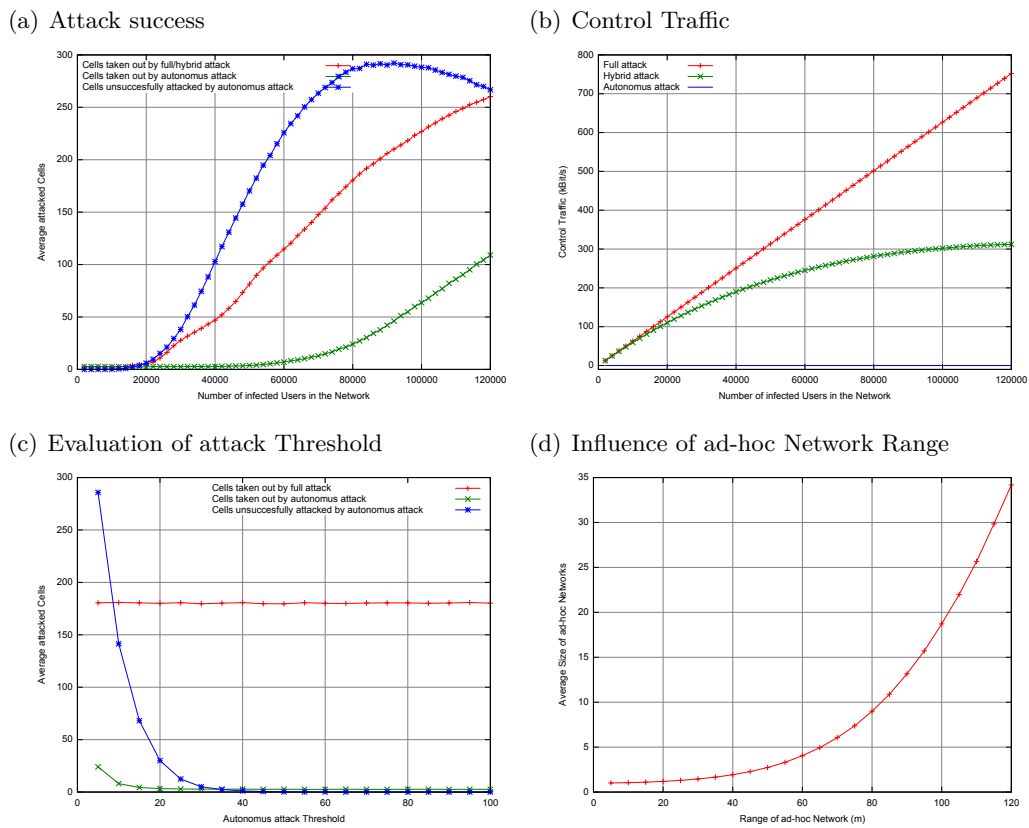 (a) Attack success
300
250
200
150
100
50
0
Average attacked Cells
Cells taken out by full/hybrid attack
Cells taken out by autonomus attack
Cells unsuccesfully attacked by autonomus attack
20000 40000 60000 80000 100000 120000
Number of infected Users in the Network
(b) Control Traffic
800
700
600
500
400
300
200
100
0
Control Traffic (kBit/s)
Full attack
Hybrid attack
Autonomus attack
0 20000 40000 60000 80000 100000 120000
Number of infected Users in the Network
(c) Evaluation of attack Threshold
300
250
200
150
100
50
0
Average attacked Cells
Cells taken out by full attack
Cells taken out by autonomus attack
Cells unsuccesfully attacked by autonomus attack
20 40 60 80 100
Autonomus attack Threshold
(d) Influence of ad-hoc Network Range
35
30
25
20
15
10
5
0
Average Size of ad-hoc Networks
0 20 40 60 80 100 120
Range of ad-hoc Network (m)